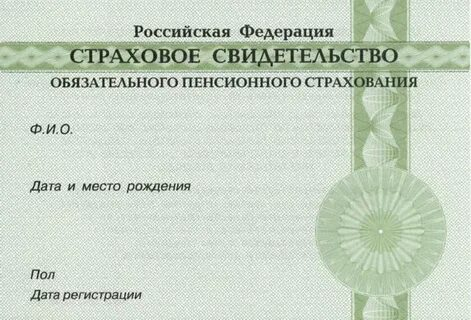 Российская Федерация
СТРАХОВОЕ СВИДЕТЕЛЬСТВО
ОБЯЗАТЕЛЬНОГО ПЕНСИОННОГО СТРАХОВАНИЯ
Ф.И.О.
Дата и место рождения
Пол
Дата регистрации